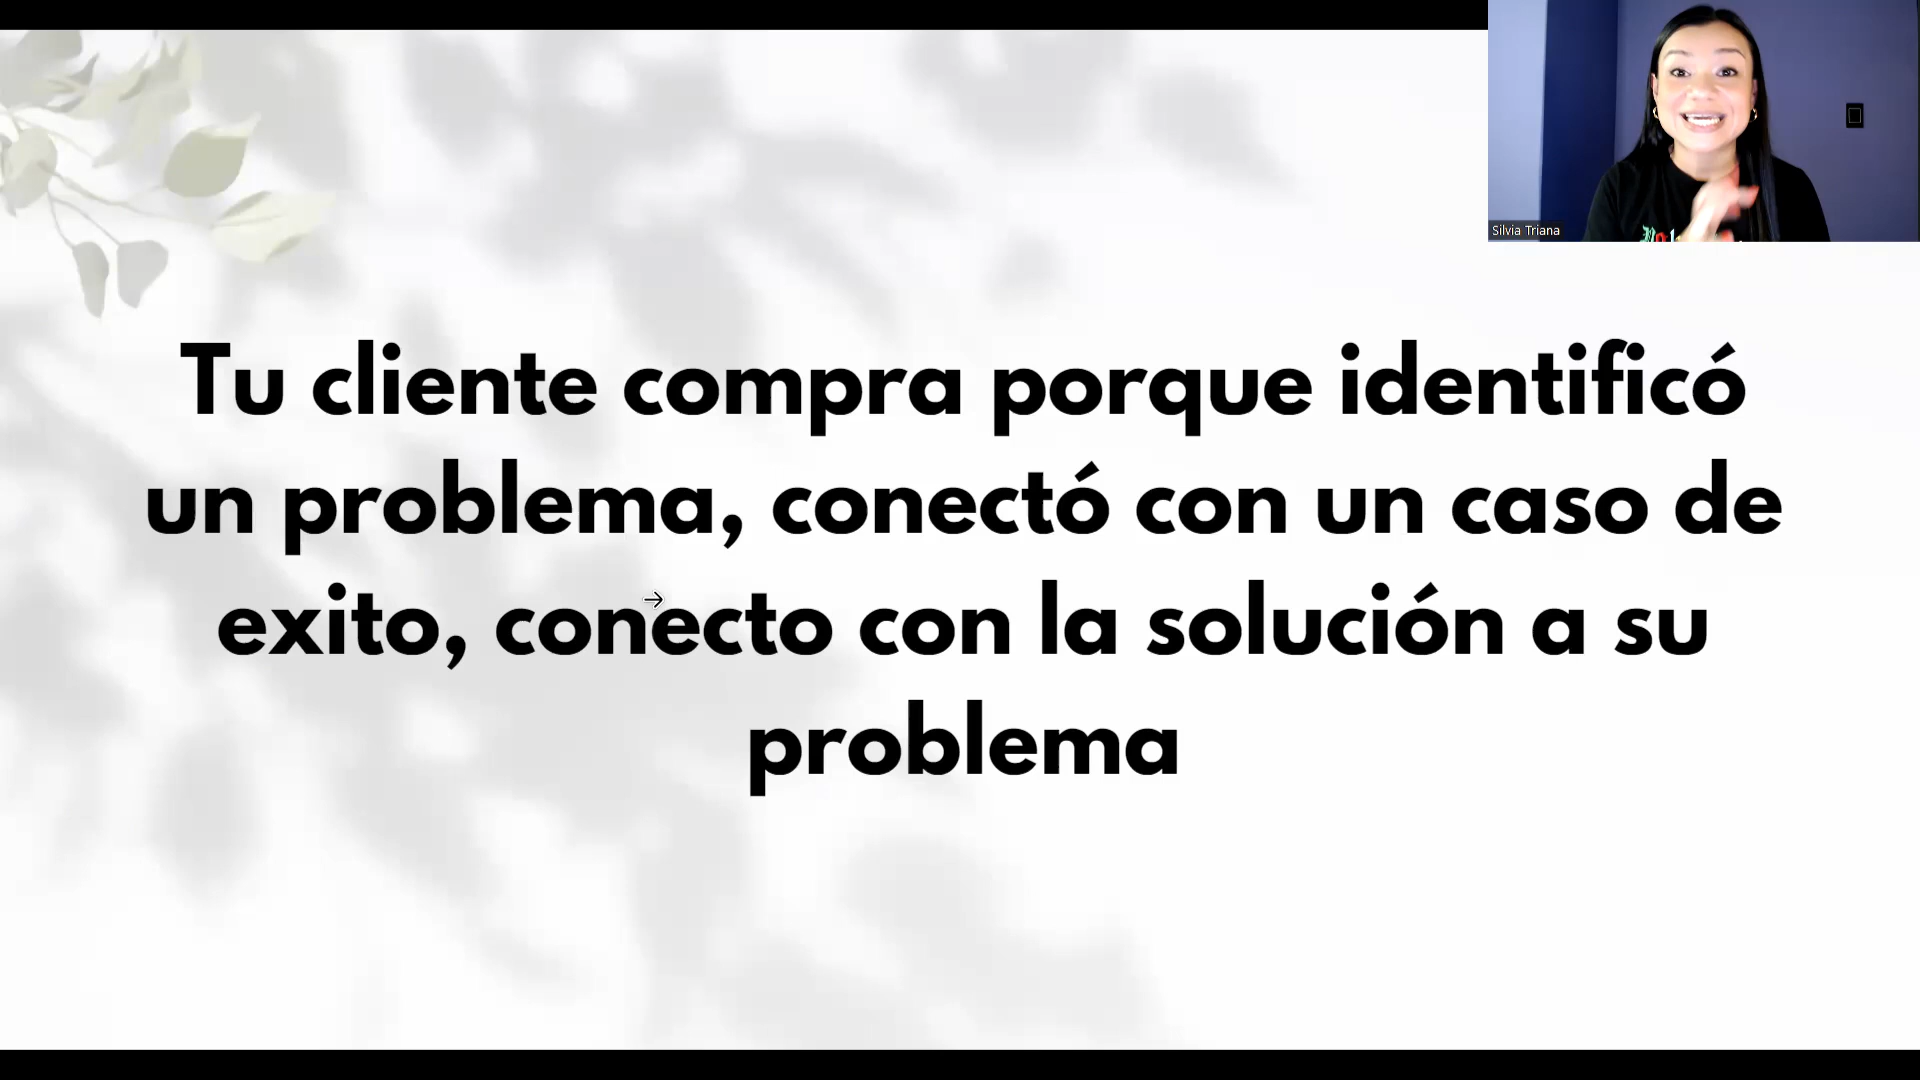 Silvia Triana
Tu cliente compra porque identificó
un problema, conectó con un caso de
exito, conecto con la solución a su
problema